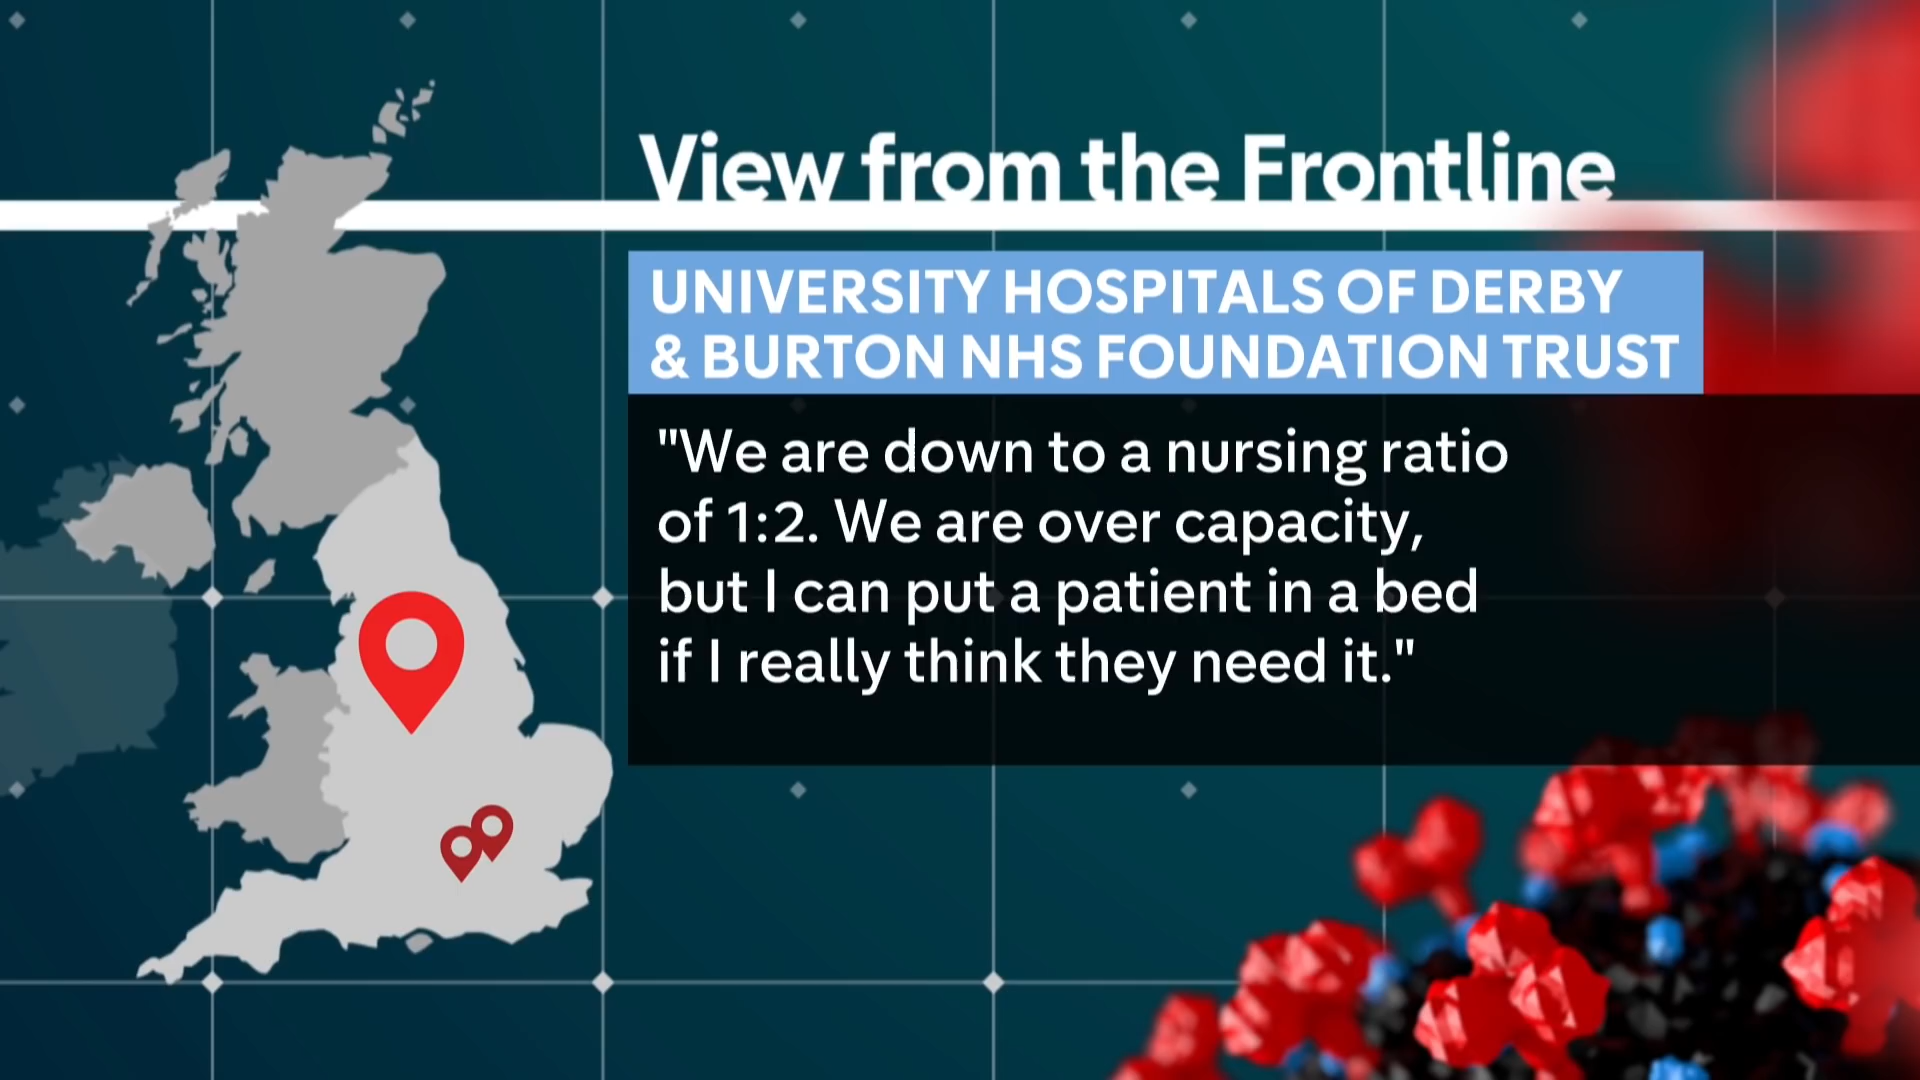 View from the Frontline
UNIVERSITY HOSPITALS OF DERBY
& BURTON NHS FOUNDATION TRUST
"We are down to a nursing ratio
of 1:2. We are over capacity,
but I can put a patient in a bed
if I really think they need it."